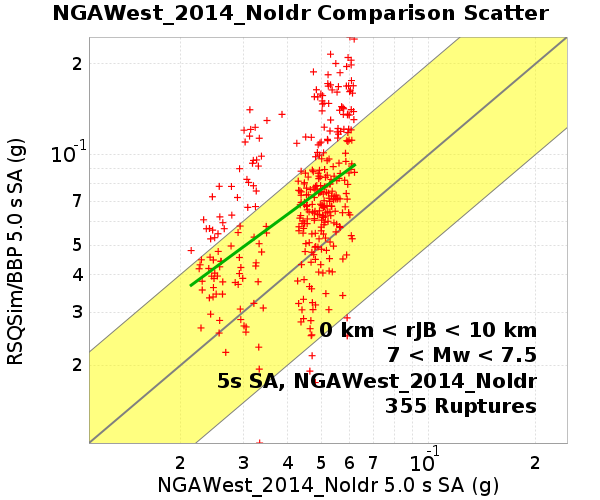 NGAWest_2014_NoIdr Comparison Scatter
RSQSim/BBP 5.0 s SA (g)
2
10-1
7
5
4
3
2
0 km < rJB < 10 km
7 < Mw < 7.5
5s SA, NGAWest_2014_NoIdr
355 Ruptures
2 3 4 5 6 7 10-1 2
NGAWest_2014_NoIdr 5.0 s SA (g)